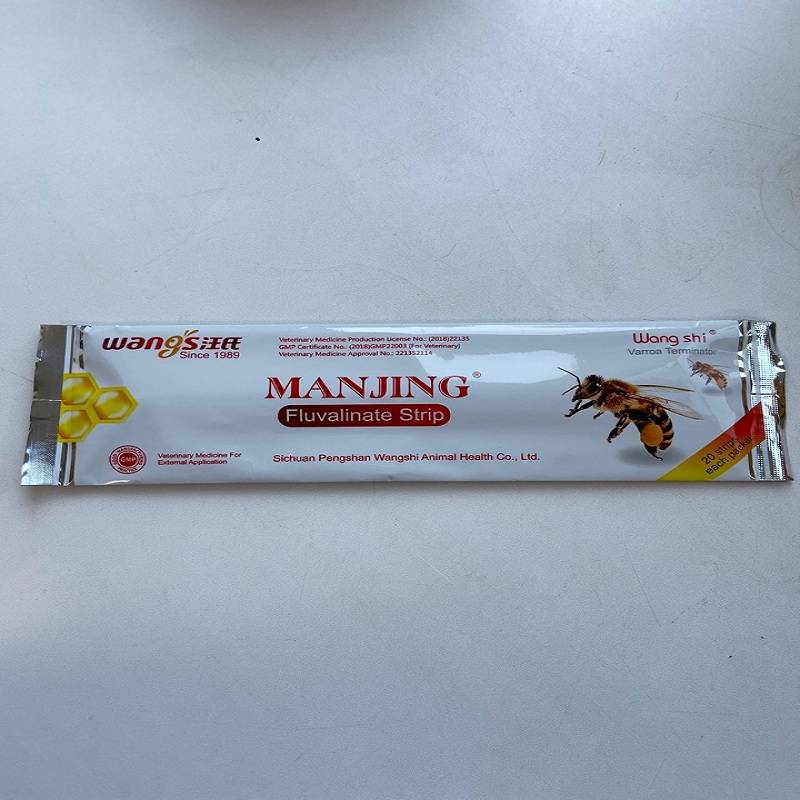 wang's汪氏
Since 1989
Veterinary Medicine Production License No.: (2018)22135
GMP Certificate No.: (2018)GMP22003 (For Veterinary)
Veterinary Medicine Approval No.: 221352114
Wang shi®
Varroa Terminator
MANJING®
Fluvalinate Strip
GMP
Veterinary Medicine For
External Application
Sichuan Pengshan Wangshi Animal Health Co., Ltd.
20 strips
each packet